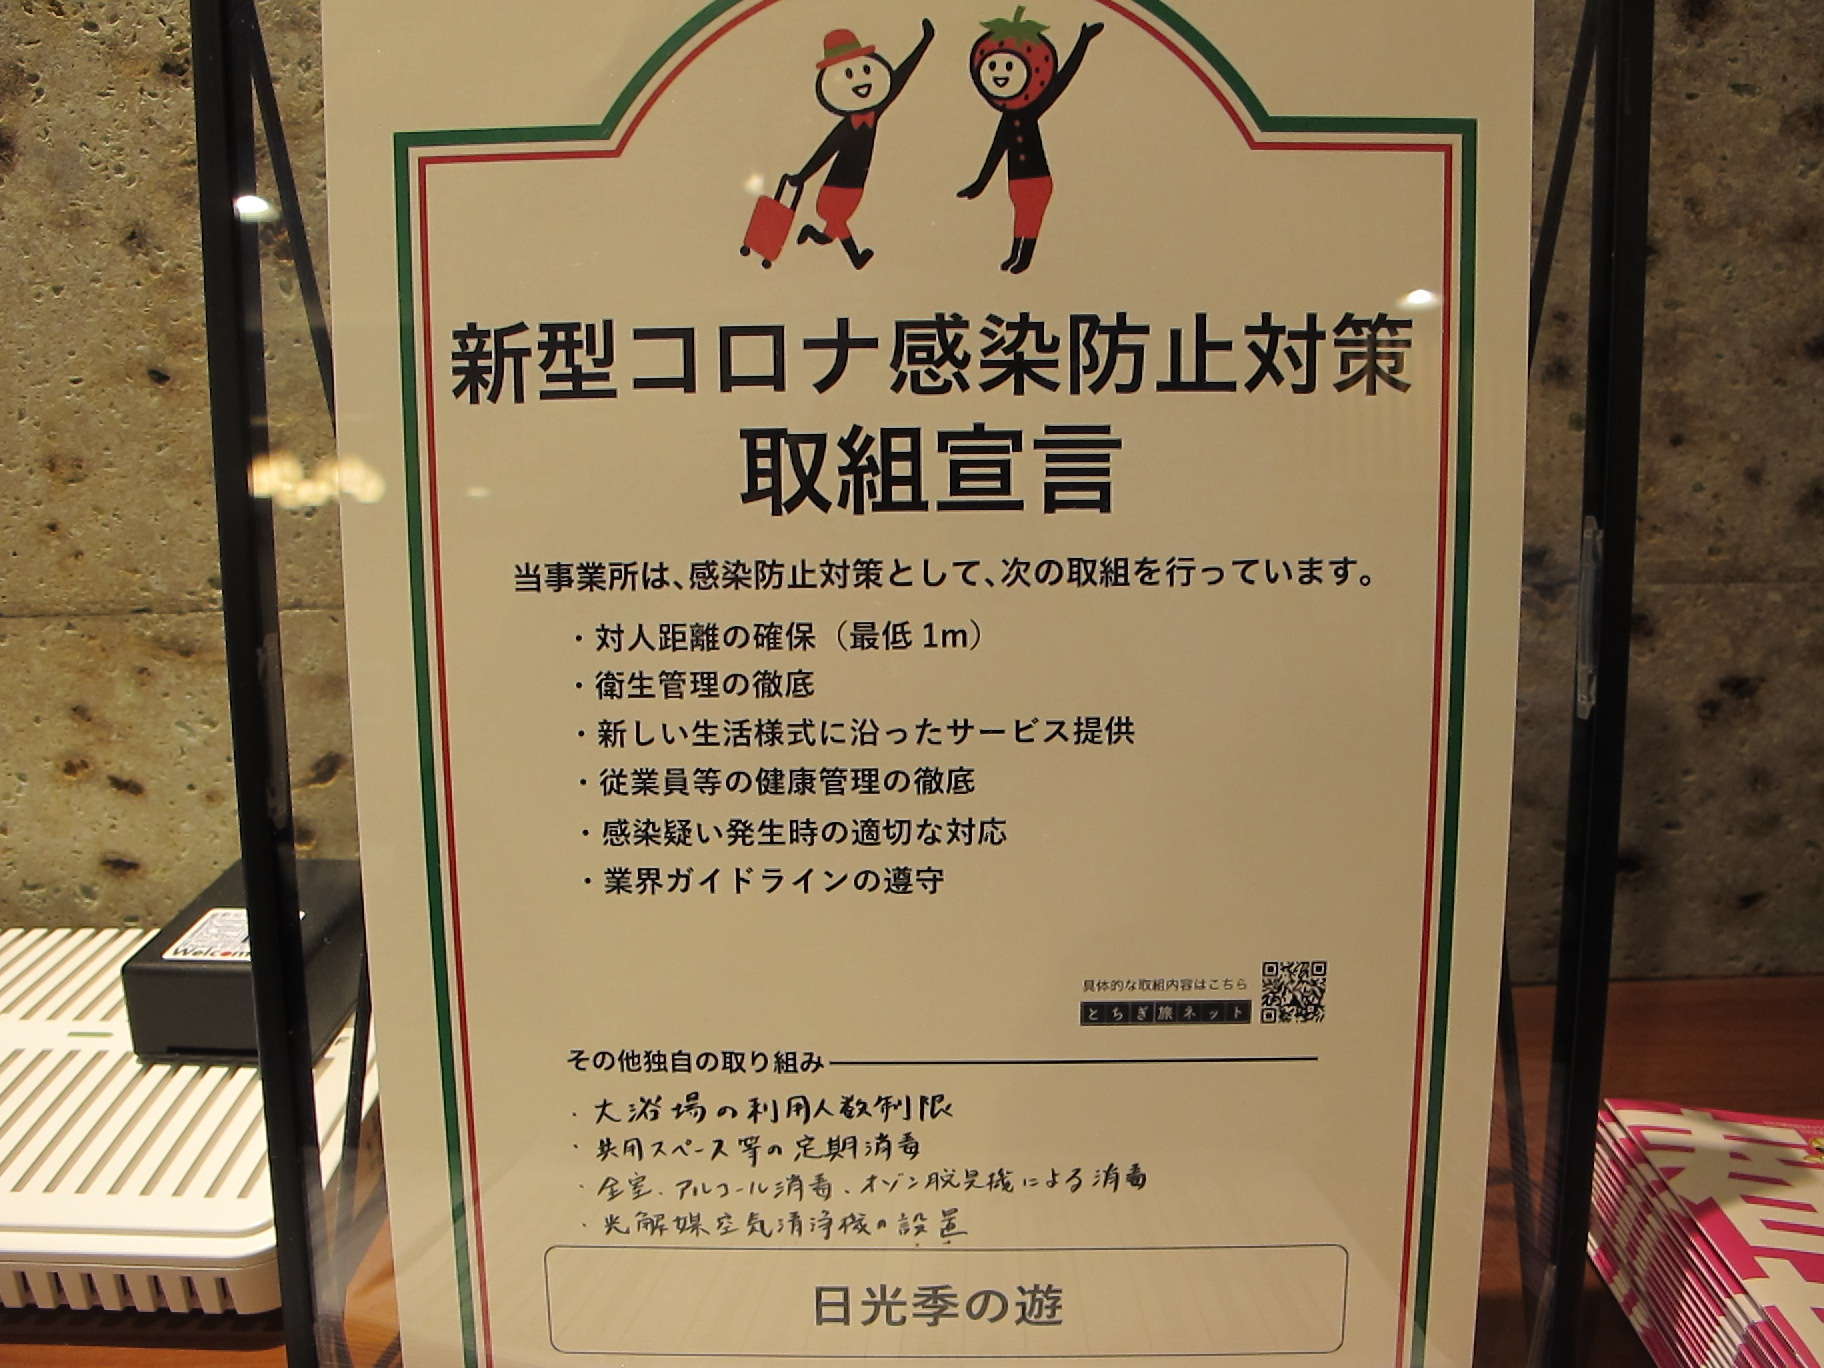 新型コロナ感染防止対策
取組宣言
当事業所は、感染防止対策として、次の取組を行っています。
・対人距離の確保（最低 1m）
・衛生管理の徹底
・新しい生活様式に沿ったサービス提供
・従業員等の健康管理の徹底
・感染疑い発生時の適切な対応
・業界ガイドラインの遵守
具体的な取組内容はこちら
とちぎ旅ネット
その他独自の取り組み
・大浴場の利用人数制限
・共用スペース等の定期消毒
・全室、アルコール消毒、オゾン脱臭機による消毒
・光触媒空気清浄機の設置
日光季の遊